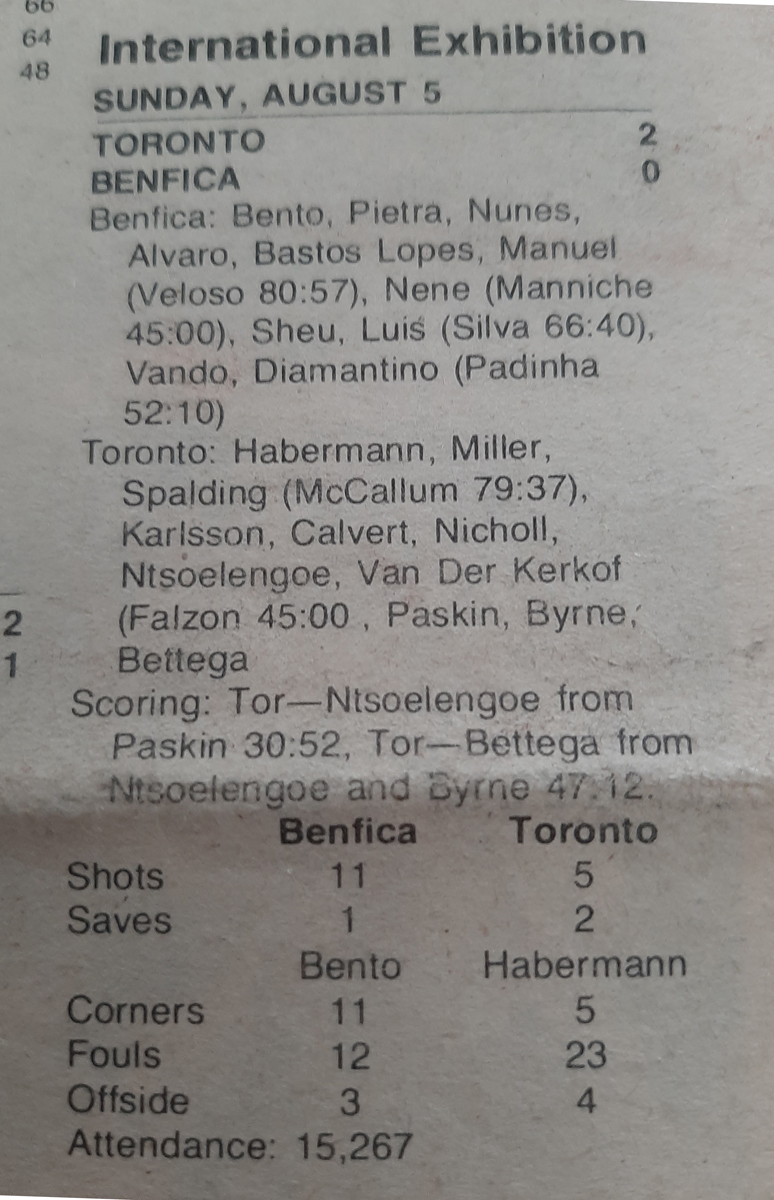 66
64
48
International Exhibition
SUNDAY, AUGUST 5
TORONTO 2
BENFICA 0
Benfica: Bento, Pietra, Nunes,
Alvaro, Bastos Lopes, Manuel
(Veloso 80:57), Nene (Manniche
45:00), Sheu, Luis (Silva 66:40),
Vando, Diamantino (Padinha
52:10)
Toronto: Habermann, Miller,
Spalding (McCallum 79:37),
Karlsson, Calvert, Nicholl,
Ntsoelengoe, Van Der Kerkof
2
(Falzon 45:00 , Paskin, Byrne,
1
Bettega
Scoring: Tor—Ntsoelengoe from
Paskin 30:52, Tor—Bettega from
Ntsoelengoe and Byrne 47:12.
Benfica Toronto
Shots 11 5
Saves 1 2
Bento Habermann
Corners 11 5
Fouls 12 23
Offside 3 4
Attendance: 15,267